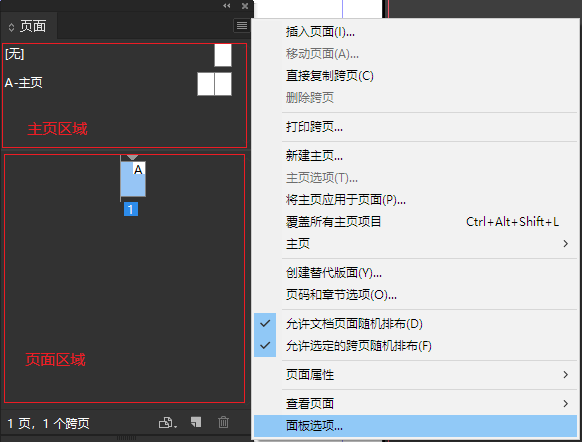 页面
[无]
A-主页
主页区域
A
1
页面区域
1 页，1 个跨页
插入页面(I)...
移动页面(A)...
直接复制跨页(C)
删除跨页
打印跨页...
新建主页...
主页选项(T)...
将主页应用于页面(P)...
覆盖所有主页项目 Ctrl+Alt+Shift+L
主页
创建替代版面(Y)...
页码和章节选项(O)...
允许文档页面随机排布(D)
允许选定的跨页随机排布(F)
页面属性
查看页面
面板选项...